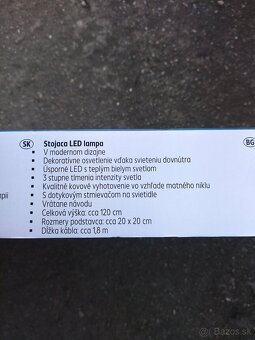 SK Stojaca LED lampa
BG
• V modernom dizajne
• Dekoratívne osvetlenie vďaka svieteniu dovnútra
• Úsporné LED s teplým bielym svetlom
• 3 stupne tlmenia intenzity svetla
• Kvalitné kovové vyhotovenie vo vzhľade matného niklu
• S dotykovým stmievačom na svietidle
• Vrátane návodu
• Celková výška: cca 120 cm
• Rozmery podstavca: cca 20 x 20 cm
• Dĺžka kábla: cca 1,8 m
Bazos.sk